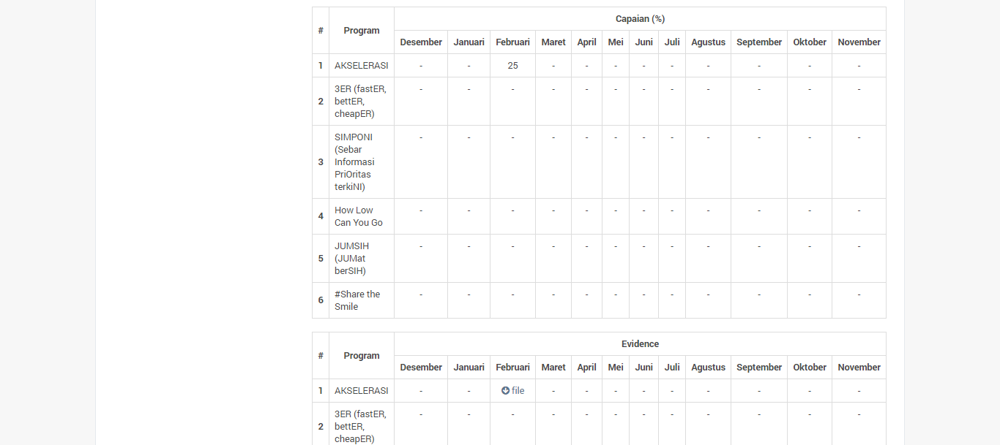 # Program Capaian (%)
Desember Januari Februari Maret April Mei Juni Juli Agustus September Oktober November
1 AKSELERASI - - 25 - - - - - - - - -
2 3ER (fastER, - - - - - - - - - - - -
bettER,
cheapER)
3 SIMPONI - - - - - - - - - - - -
(Sebar
Informasi
PriOritas
terkiNI)
4 How Low - - - - - - - - - - - -
Can You Go
5 JUMSIH - - - - - - - - - - - -
(JUMat
berSIH)
6 #Share the - - - - - - - - - - - -
Smile
# Program Evidence
Desember Januari Februari Maret April Mei Juni Juli Agustus September Oktober November
1 AKSELERASI - - file - - - - - - - - -
2 3ER (fastER, - - - - - - - - - - - -
bettER,
cheapER)